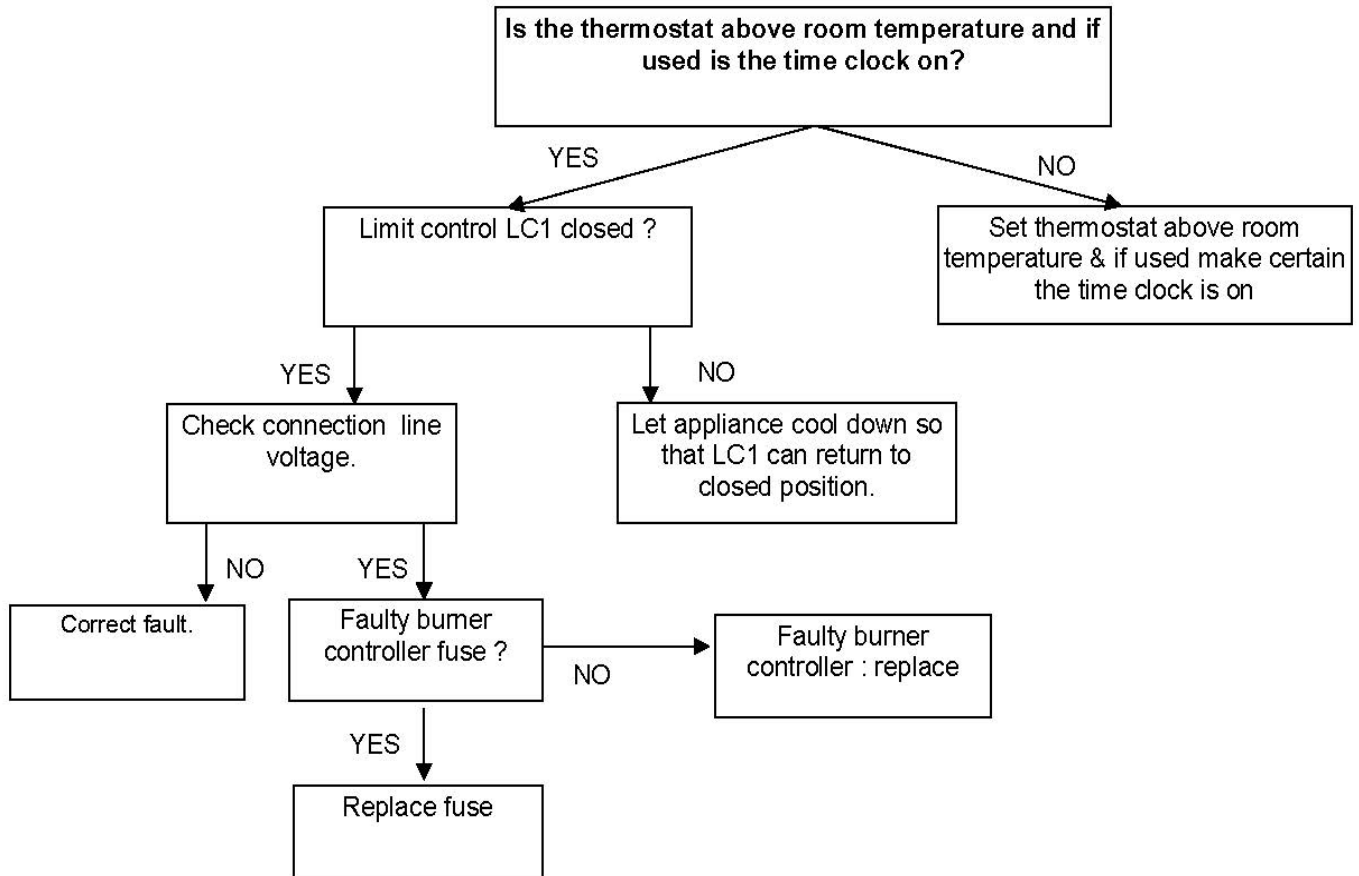 Is the thermostat above room temperature and if
used is the time clock on?
YES
NO
Limit control LC1 closed ?
Set thermostat above room
temperature & if used make certain
the time clock is on
YES
NO
Check connection line
voltage.
Let appliance cool down so
that LC1 can return to
closed position.
NO
YES
Correct fault.
Faulty burner
controller fuse ?
NO
Faulty burner
controller : replace
YES
Replace fuse